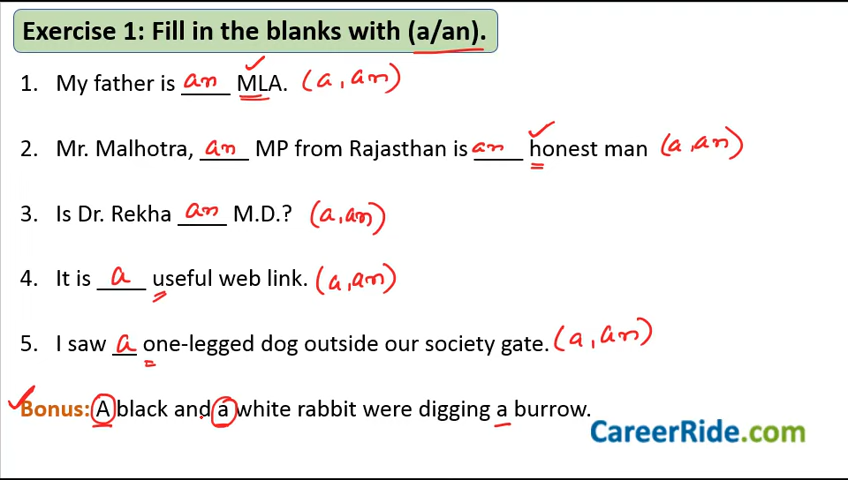 Exercise 1: Fill in the blanks with (a/an).
1. My father is an MLA. (a, an)
2. Mr. Malhotra, an MP from Rajasthan is an honest man (a, an)
3. Is Dr. Rekha an M.D.? (a, an)
4. It is a useful web link. (a, an)
5. I saw a one-legged dog outside our society gate. (a, an)
Bonus: A black and a white rabbit were digging a burrow.
CareerRide.com